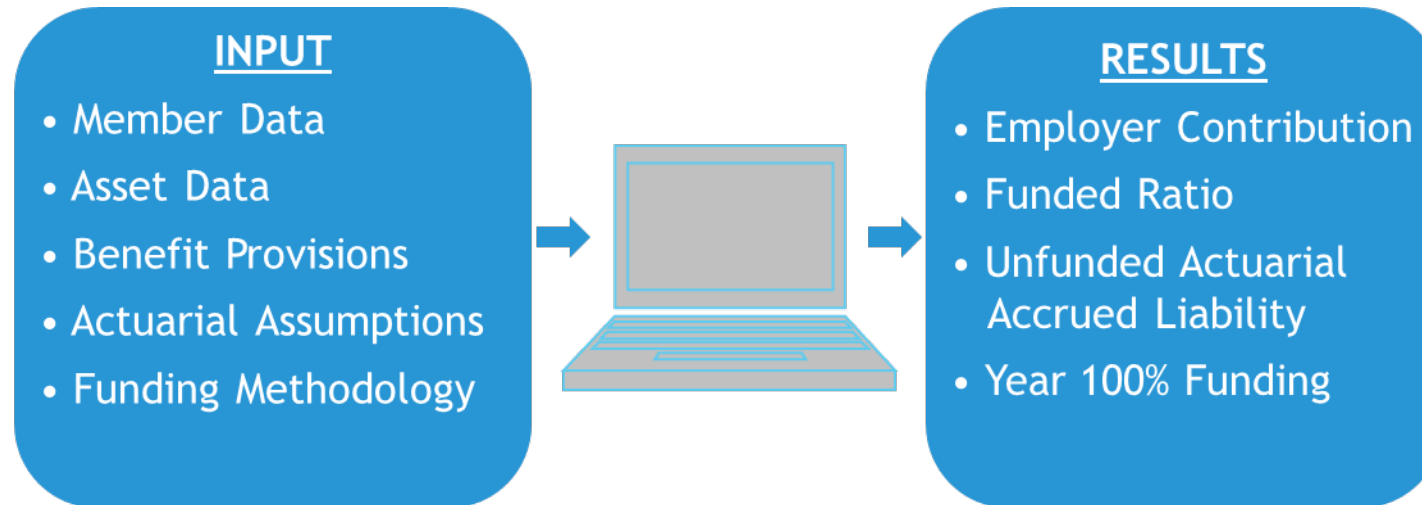 INPUT
• Member Data
• Asset Data
• Benefit Provisions
• Actuarial Assumptions
• Funding Methodology
RESULTS
• Employer Contribution
• Funded Ratio
• Unfunded Actuarial
Accrued Liability
• Year 100% Funding